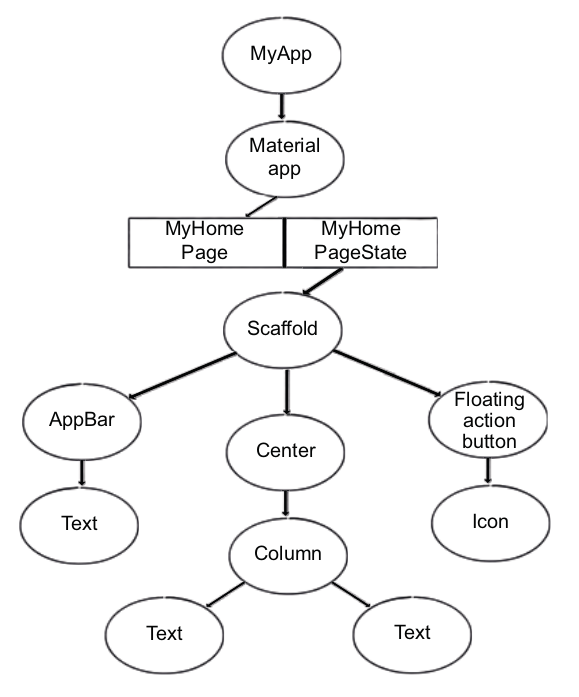 MyApp
Material
app
MyHome
Page
MyHome
PageState
Scaffold
AppBar
Center
Floating
action
button
Text
Column
Icon
Text
Text